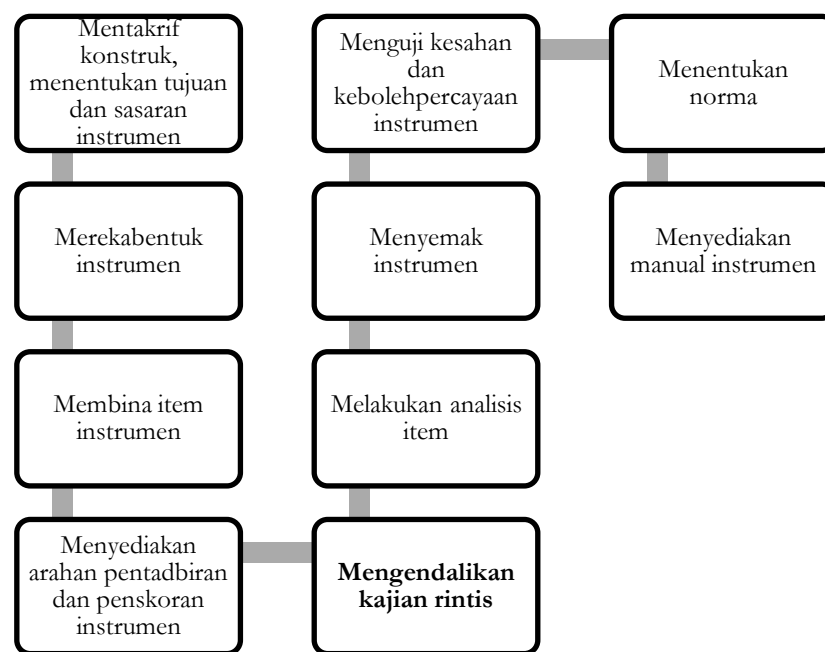 Mentakrif
konstruk,
menentukan tujuan
dan sasaran
instrumen
Merekabentuk
instrumen
Membina item
instrumen
Menyediakan
arahan pentadbiran
dan penskoran
instrumen
Mengendalikan
kajian rintis
Melakukan analisis
item
Menyemak
instrumen
Menguji kesahan
dan
kebolehpercayaan
instrumen
Menentukan
norma
Menyediakan
manual instrumen